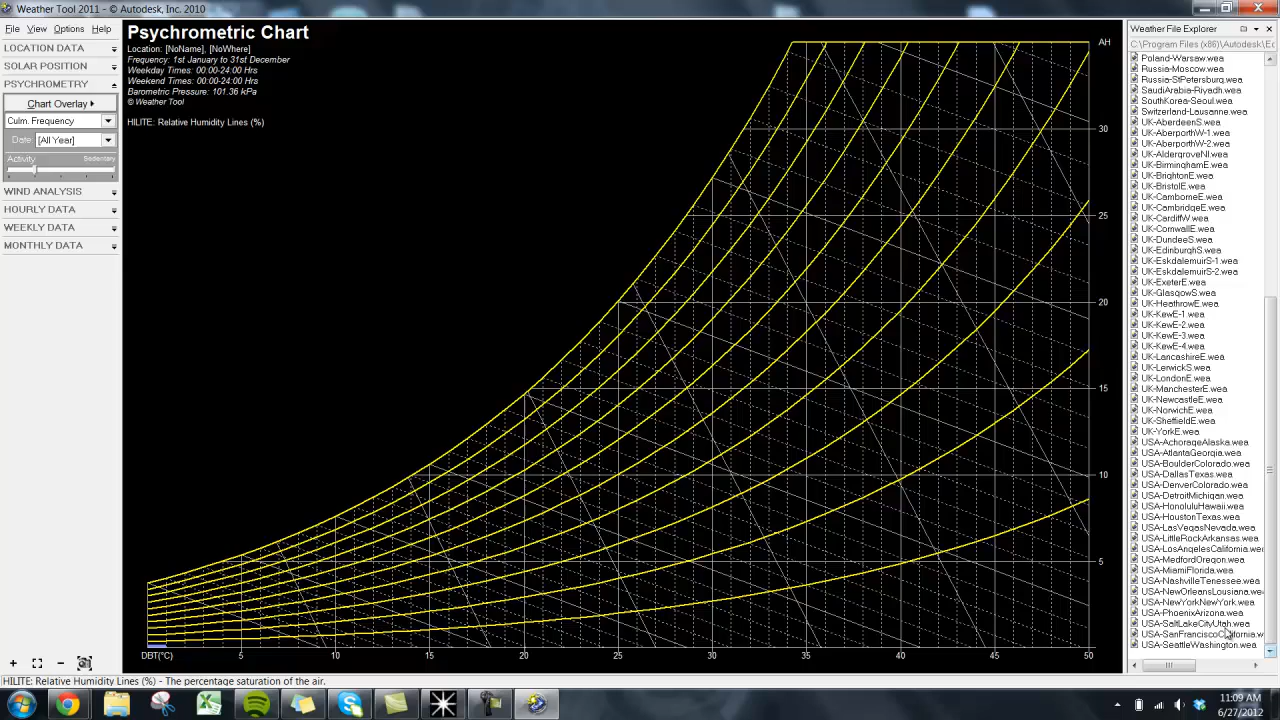 Weather Tool 2011 - © Autodesk, Inc. 2010
File View Options Help
LOCATION DATA
SOLAR POSITION
PSYCHROMETRY
Chart Overlay
Culm. Frequency
Date: [All Year]
Activity Sedentary
WIND ANALYSIS
HOURLY DATA
WEEKLY DATA
MONTHLY DATA
Psychrometric Chart
Location: [NoName], [NoWhere]
Frequency: 1st January to 31st December
Weekday Times: 00:00-24:00 Hrs
Weekend Times: 00:00-24:00 Hrs
Barometric Pressure: 101.36 kPa
© Weather Tool
HILITE: Relative Humidity Lines (%)
AH
30
25
20
15
10
5
DBT(°C) 5 10 15 20 25 30 35 40 45 50
Weather File Explorer
C:\Program Files (x86)\Autodesk\Ec
Poland-Warsaw.wea
Russia-Moscow.wea
Russia-StPetersburg.wea
SaudiArabia-Riyadh.wea
SouthKorea-Seoul.wea
Switzerland-Lausanne.wea
UK-AberdeenS.wea
UK-AberporthW-1.wea
UK-AberporthW-2.wea
UK-AldergroveNI.wea
UK-BirminghamE.wea
UK-BrightonE.wea
UK-BristolE.wea
UK-CamborneE.wea
UK-CambridgeE.wea
UK-CardiffW.wea
UK-CornwallE.wea
UK-DundeeS.wea
UK-EdinburghS.wea
UK-EskdalemuirS-1.wea
UK-EskdalemuirS-2.wea
UK-ExeterE.wea
UK-GlasgowS.wea
UK-HeathrowE.wea
UK-KewE-1.wea
UK-KewE-2.wea
UK-KewE-3.wea
UK-KewE-4.wea
UK-LancashireE.wea
UK-LerwickS.wea
UK-LondonE.wea
UK-ManchesterE.wea
UK-NewcastleE.wea
UK-NorwichE.wea
UK-SheffieldE.wea
UK-YorkE.wea
USA-AchorageAlaska.wea
USA-AtlantaGeorgia.wea
USA-BoulderColorado.wea
USA-DallasTexas.wea
USA-DenverColorado.wea
USA-DetroitMichigan.wea
USA-HonoluluHawaii.wea
USA-HoustonTexas.wea
USA-LasVegasNevada.wea
USA-LittleRockArkansas.wea
USA-LosAngelesCalifornia.we
USA-MedfordOregon.wea
USA-MiamiFlorida.wea
USA-NashvilleTenessee.wea
USA-NewOrleansLousiana.we
USA-NewYorkNewYork.wea
USA-PhoenixArizona.wea
USA-SaltLakeCityUtah.wea
USA-SanFranciscoCalifornia.w
USA-SeattleWashington.wea
HILITE: Relative Humidity Lines (%) - The percentage saturation of the air.
11:09 AM
6/27/2012